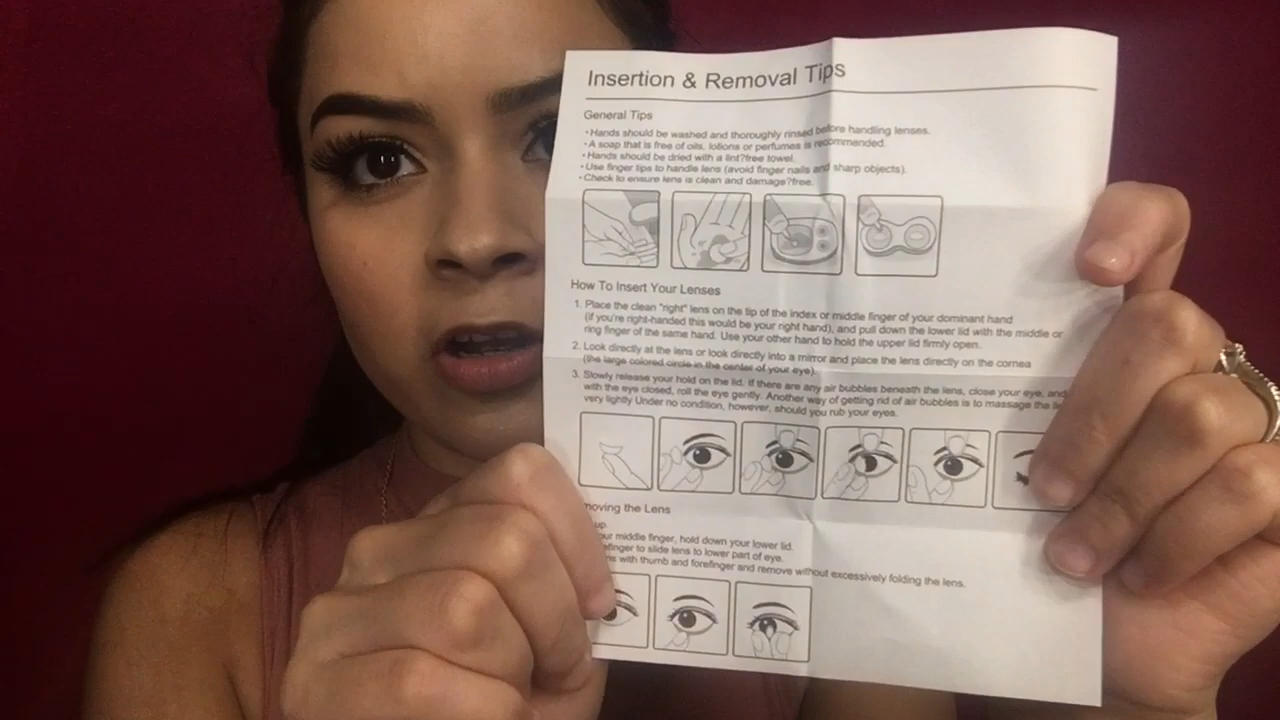 Insertion & Removal Tips
General Tips
•Hands should be washed and thoroughly rinsed before handling lenses.
•A soap that is free of oils, lotions or perfumes is recommended.
•Hands should be dried with a lint?free towel.
•Use finger tips to handle lens (avoid finger nails and sharp objects).
•Check to ensure lens is clean and damage?free.
How To Insert Your Lenses
1. Place the clean "right" lens on the tip of the index or middle finger of your dominant hand
(if you're right-handed this would be your right hand), and pull down the lower lid with the middle or
ring finger of the same hand. Use your other hand to hold the upper lid firmly open.
2. Look directly at the lens or look directly into a mirror and place the lens directly on the cornea
(the large colored circle in the center of your eye).
3. Slowly release your hold on the lid. If there are any air bubbles beneath the lens, close your eye, and
with the eye closed, roll the eye gently. Another way of getting rid of air bubbles is to massage the
very lightly Under no condition, however, should you rub your eyes.
moving the Lens
up.
middle finger, hold down your lower lid.
finger to slide lens to lower part of eye.
with thumb and forefinger and remove without excessively folding the lens.